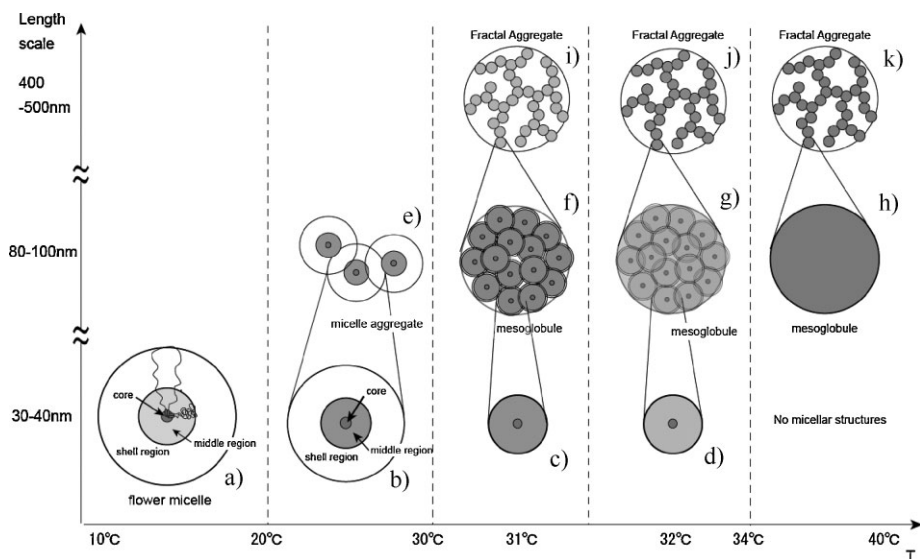 Length
scale
400
-500nm
80-100nm
30-40nm
Fractal Aggregate
i)
Fractal Aggregate
j)
Fractal Aggregate
k)
e)
micelle aggregate
f)
mesoglobule
g)
mesoglobule
h)
mesoglobule
core
shell region
middle region
a)
flower micelle
core
shell region
middle region
b)
c)
d)
No micellar structures
10℃ 20℃ 30℃ 31℃ 32℃ 34℃ 40℃
T